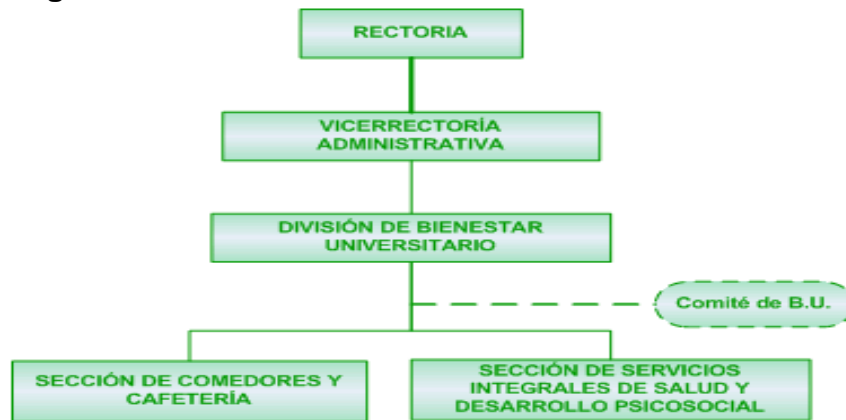 RECTORIA
VICERRECTORÍA
ADMINISTRATIVA
DIVISIÓN DE BIENESTAR
UNIVERSITARIO
Comité de B.U.
SECCIÓN DE COMEDORES Y
CAFETERÍA
SECCIÓN DE SERVICIOS
INTEGRALES DE SALUD Y
DESARROLLO PSICOSOCIAL